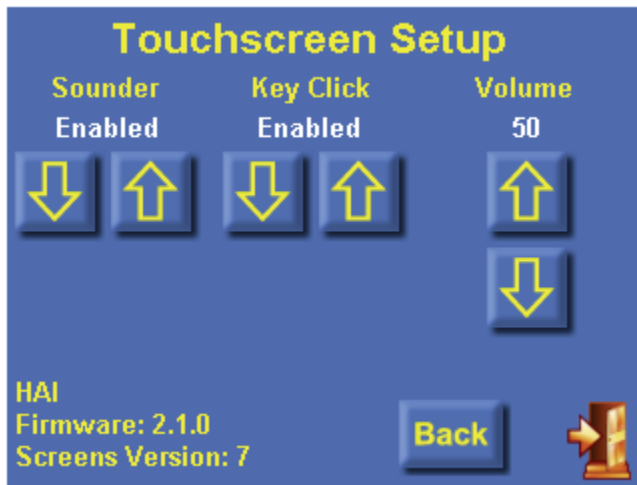 Touchscreen Setup
Sounder Key Click Volume
Enabled Enabled 50
HAI
Firmware: 2.1.0
Screens Version: 7
Back